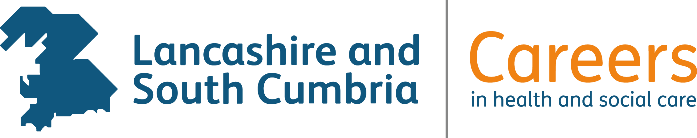 Lancashire and
South Cumbria
Careers
in health and social care